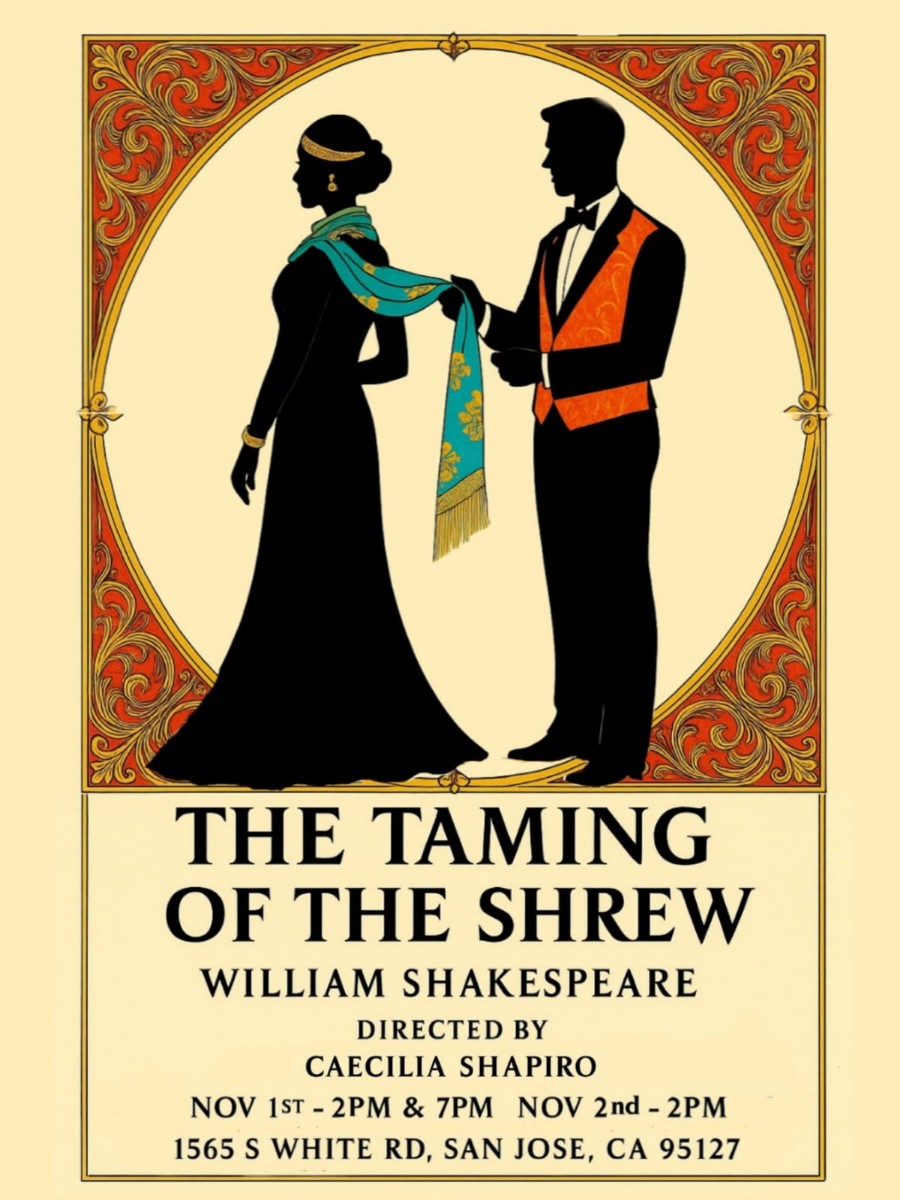 THE TAMING
OF THE SHREW
WILLIAM SHAKESPEARE
DIRECTED BY
CAECILIA SHAPIRO
NOV 1ST - 2PM & 7PM NOV 2nd - 2PM
1565 S WHITE RD, SAN JOSE, CA 95127